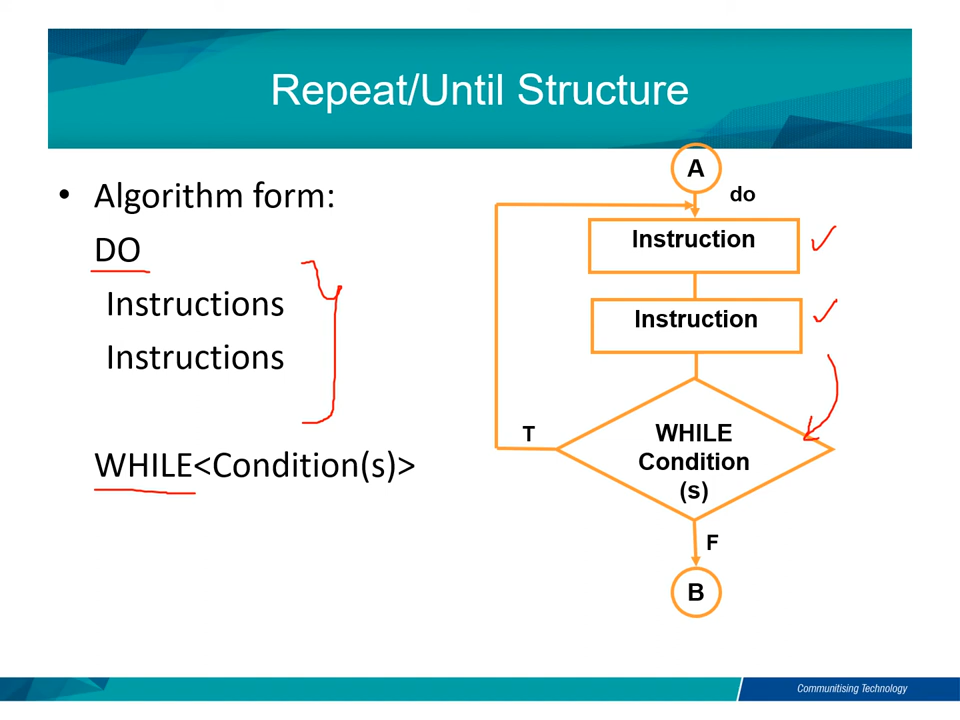 Repeat/Until Structure
• Algorithm form:
DO
Instructions
Instructions
WHILE<Condition(s)>
A
do
Instruction
Instruction
T
WHILE
Condition
(s)
F
B
Communitising Technology